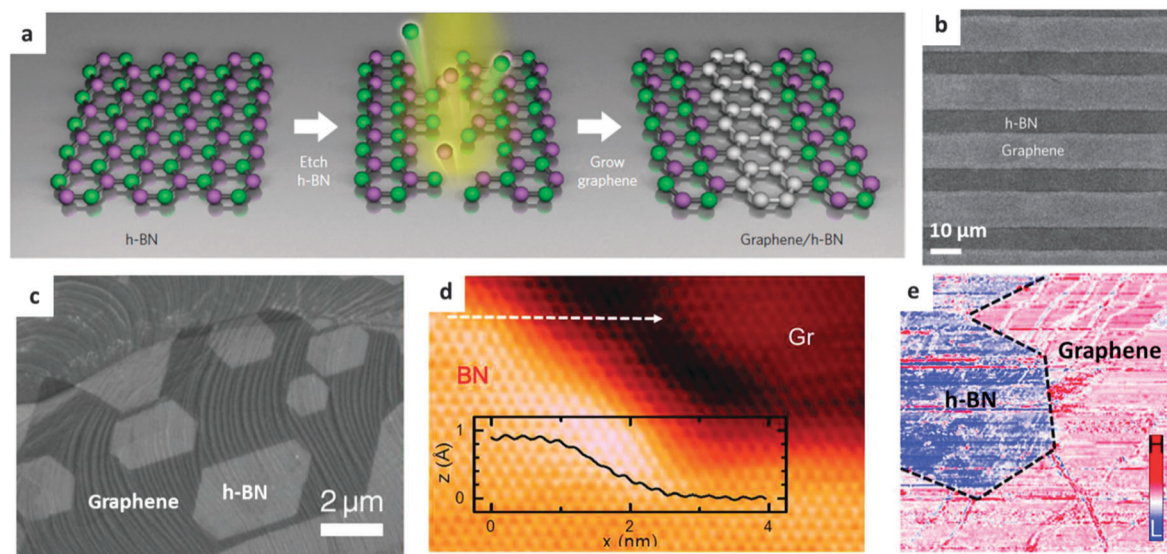 a
h-BN
Etch
h-BN
Grow
graphene
Graphene/h-BN
b
h-BN
Graphene
10 µm
c
Graphene
h-BN
2 µm
d
BN
Gr
z (Å)
1
0
0
2
4
x (nm)
e
Graphene
h-BN
H
L